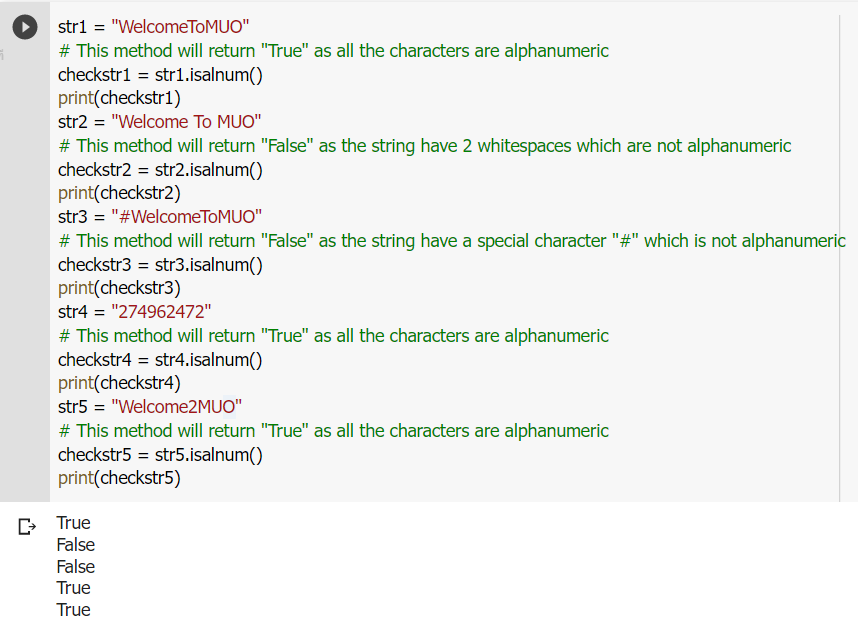 str1 = "WelcomeToMUO"
# This method will return "True" as all the characters are alphanumeric
checkstr1 = str1.isalnum()
print(checkstr1)
str2 = "Welcome To MUO"
# This method will return "False" as the string have 2 whitespaces which are not alphanumeric
checkstr2 = str2.isalnum()
print(checkstr2)
str3 = "#WelcomeToMUO"
# This method will return "False" as the string have a special character "#" which is not alphanumeric
checkstr3 = str3.isalnum()
print(checkstr3)
str4 = "274962472"
# This method will return "True" as all the characters are alphanumeric
checkstr4 = str4.isalnum()
print(checkstr4)
str5 = "Welcome2MUO"
# This method will return "True" as all the characters are alphanumeric
checkstr5 = str5.isalnum()
print(checkstr5)
True
False
False
True
True